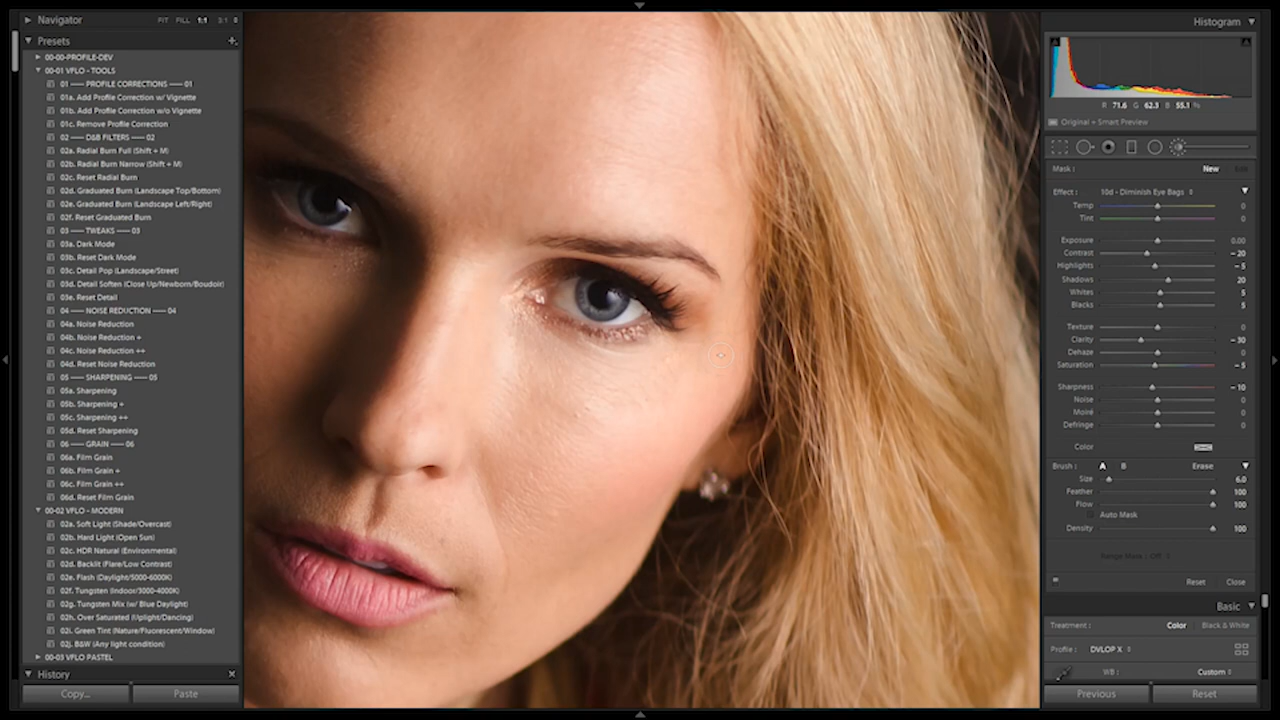 Navigator FIT FILL 1:1 3:1
Presets +
00-00-PROFILE-DEV
00-01 VFLO - TOOLS
01 —— PROFILE CORRECTIONS —— 01
01a. Add Profile Correction w/ Vignette
01b. Add Profile Correction w/o Vignette
01c. Remove Profile Correction
02 —— D&B FILTERS —— 02
02a. Radial Burn Full (Shift + M)
02b. Radial Burn Narrow (Shift + M)
02c. Reset Radial Burn
02d. Graduated Burn (Landscape Top/Bottom)
02e. Graduated Burn (Landscape Left/Right)
02f. Reset Graduated Burn
03 —— TWEAKS —— 03
03a. Dark Mode
03b. Reset Dark Mode
03c. Detail Pop (Landscape/Street)
03d. Detail Soften (Close Up/Newborn/Boudoir)
03e. Reset Detail
04 —— NOISE REDUCTION —— 04
04a. Noise Reduction
04b. Noise Reduction +
04c. Noise Reduction ++
04d. Reset Noise Reduction
05 —— SHARPENING —— 05
05a. Sharpening
05b. Sharpening +
05c. Sharpening ++
05d. Reset Sharpening
06 —— GRAIN —— 06
06a. Film Grain
06b. Film Grain +
06c. Film Grain ++
06d. Reset Film Grain
00-02 VFLO - MODERN
02a. Soft Light (Shade/Overcast)
02b. Hard Light (Open Sun)
02c. HDR Natural (Environmental)
02d. Backlit (Flare/Low Contrast)
02e. Flash (Daylight/5000-6000K)
02f. Tungsten (Indoor/3000-4000K)
02g. Tungsten Mix (w/ Blue Daylight)
02h. Over Saturated (Uplight/Dancing)
02i. Green Tint (Nature/Fluorescent/Window)
02j. B&W (Any light condition)
00-03 VFLO PASTEL
History
Copy... Paste
Histogram
R 71.6 G 62.3 B 55.1 %
Original + Smart Preview
Mask : New
Effect : 10d - Diminish Eye Bags
Temp 0
Tint 0
Exposure 0.00
Contrast – 20
Highlights – 5
Shadows 20
Whites 5
Blacks 5
Texture 0
Clarity – 30
Dehaze 0
Saturation – 5
Sharpness – 10
Noise 0
Moiré 0
Defringe 0
Color
Brush : A B Erase
Size 6.0
Feather 100
Flow 100
Auto Mask
Density 100
Range Mask : Off
Reset Close
Basic
Treatment : Color Black & White
Profile : DVLOP X
WB : Custom
Previous Reset